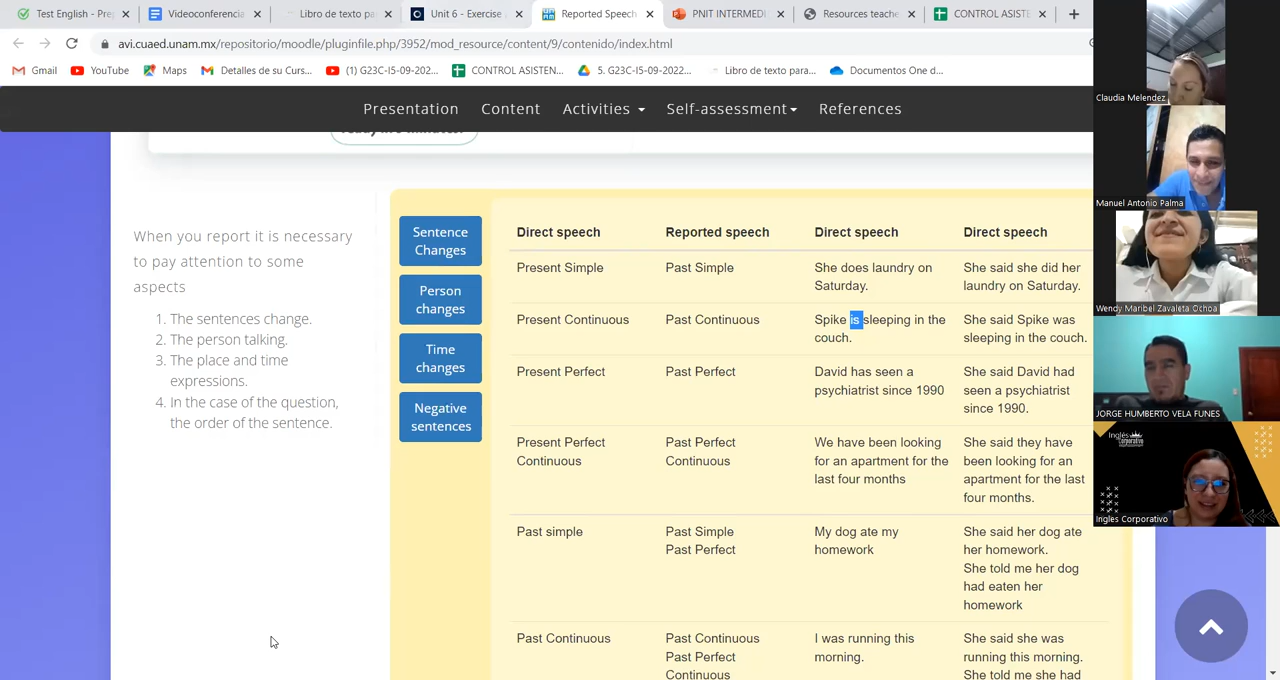 Test English - Pre
Videoconferencia
Libro de texto pa
Unit 6 - Exercise
Reported Speech
PNIT INTERMEDI
Resources teache
CONTROL ASISTE
avi.cuaed.unam.mx/repositorio/moodle/pluginfile.php/3952/mod_resource/content/9/contenido/index.html
Gmail
YouTube
Maps
Detalles de su Curs...
(1) G23C-I5-09-202...
CONTROL ASISTEN...
5. G23C-I5-09-2022...
Libro de texto para...
Documentos One d...
Presentation
Content
Activities
Self-assessment
References
When you report it is necessary
to pay attention to some
aspects
1. The sentences change.
2. The person talking.
3. The place and time
expressions.
4. In the case of the question,
the order of the sentence.
Sentence
Changes
Person
changes
Time
changes
Negative
sentences
Direct speech Reported speech Direct speech Direct speech
Present Simple
Past Simple
She does laundry on
Saturday.
She said she did her
laundry on Saturday.
Present Continuous
Past Continuous
Spike is sleeping in the
couch.
She said Spike was
sleeping in the couch.
Present Perfect
Past Perfect
David has seen a
psychiatrist since 1990
She said David had
seen a psychiatrist
since 1990.
Present Perfect
Continuous
Past Perfect
Continuous
We have been looking
for an apartment for the
last four months
She said they have
been looking for an
apartment for the last
four months.
Past simple
Past Simple
Past Perfect
My dog ate my
homework
She said her dog ate
her homework.
She told me her dog
had eaten her
homework
Past Continuous
Past Continuous
Past Perfect
Continuous
I was running this
morning.
She said she was
running this morning.
She told me she had
Claudia Melendez
Manuel Antonio Palma
Wendy Maribel Zavaleta Ochoa
JORGE HUMBERTO VELA FUNES
Inglés
Corporativo
Ingles Corporativo